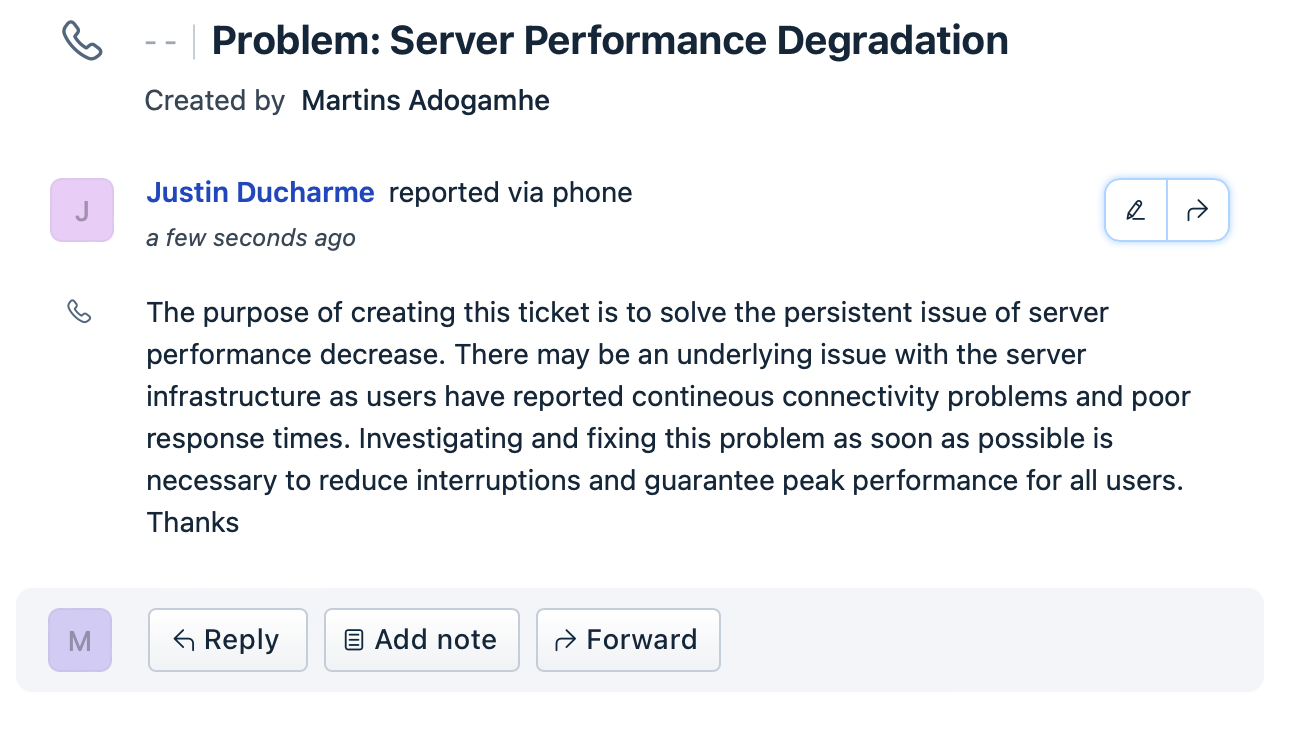 -- Problem: Server Performance Degradation
Created by Martins Adogamhe
J
Justin Ducharme reported via phone
a few seconds ago
The purpose of creating this ticket is to solve the persistent issue of server
performance decrease. There may be an underlying issue with the server
infrastructure as users have reported contineous connectivity problems and poor
response times. Investigating and fixing this problem as soon as possible is
necessary to reduce interruptions and guarantee peak performance for all users.
Thanks
M Reply Add note Forward